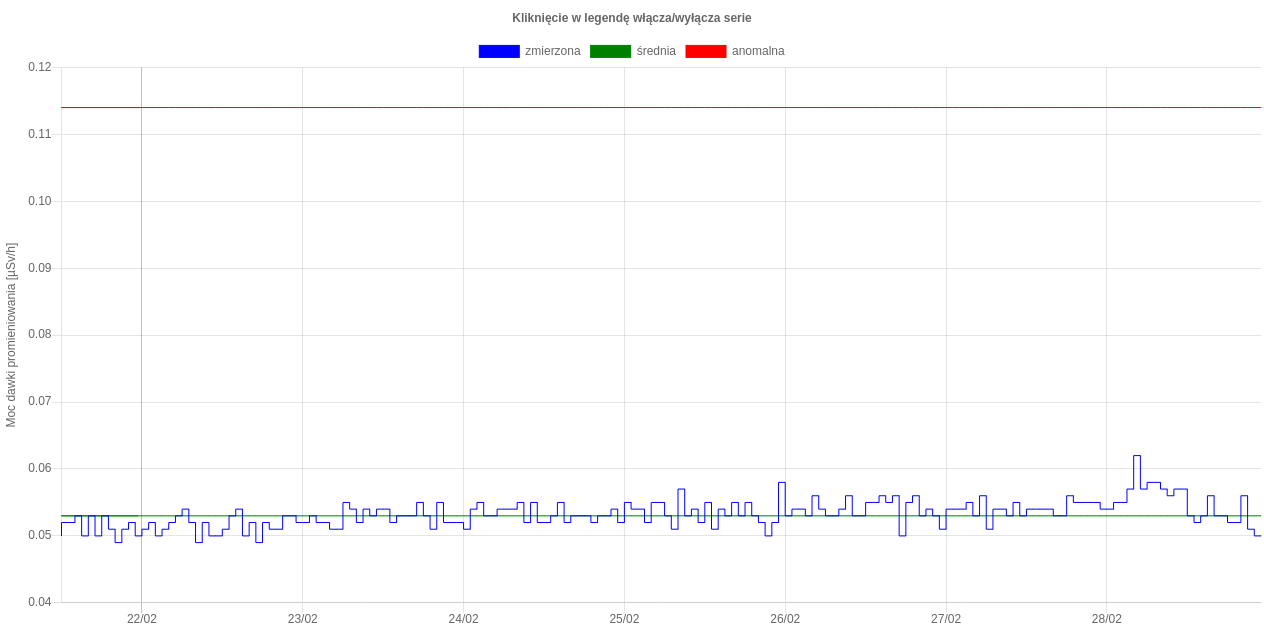 Kliknięcie w legendę włącza/wyłącza serie
zmierzona średnia anomalna
Moc dawki promieniowania [µSv/h]
0.12
0.11
0.10
0.09
0.08
0.07
0.06
0.05
0.04
22/02 23/02 24/02 25/02 26/02 27/02 28/02